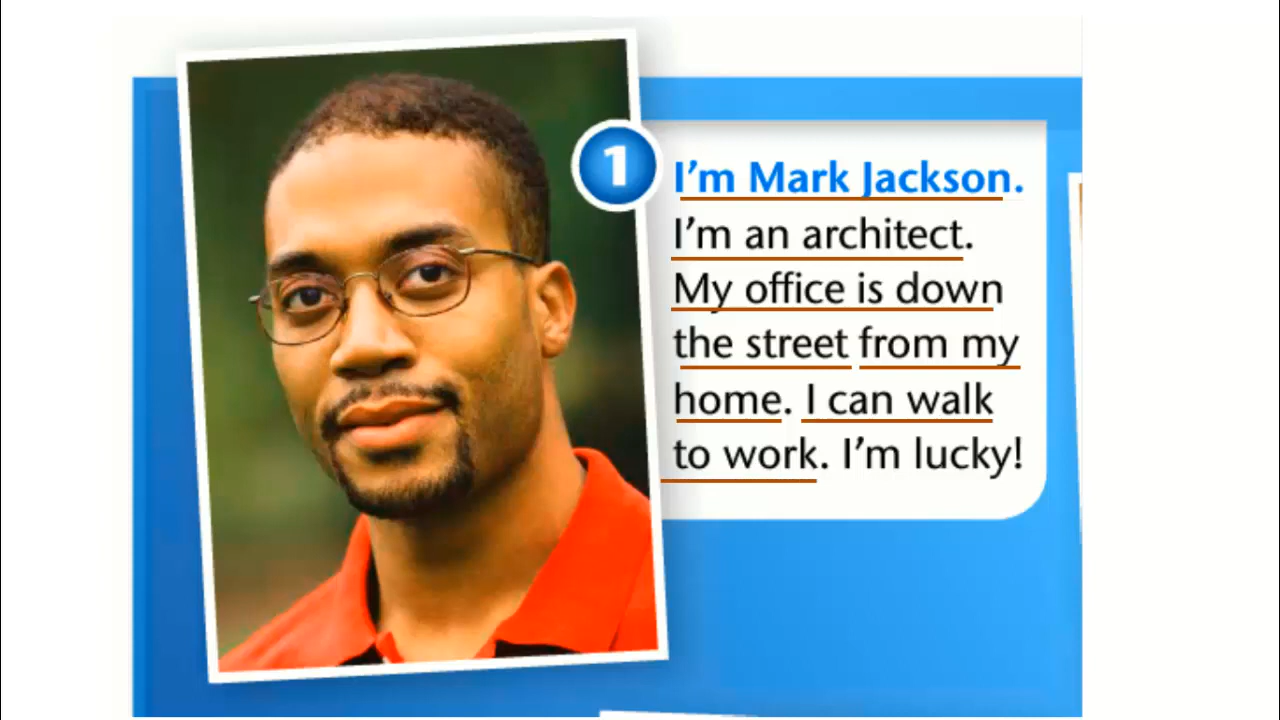 1
I'm Mark Jackson.
I'm an architect.
My office is down
the street from my
home. I can walk
to work. I'm lucky!